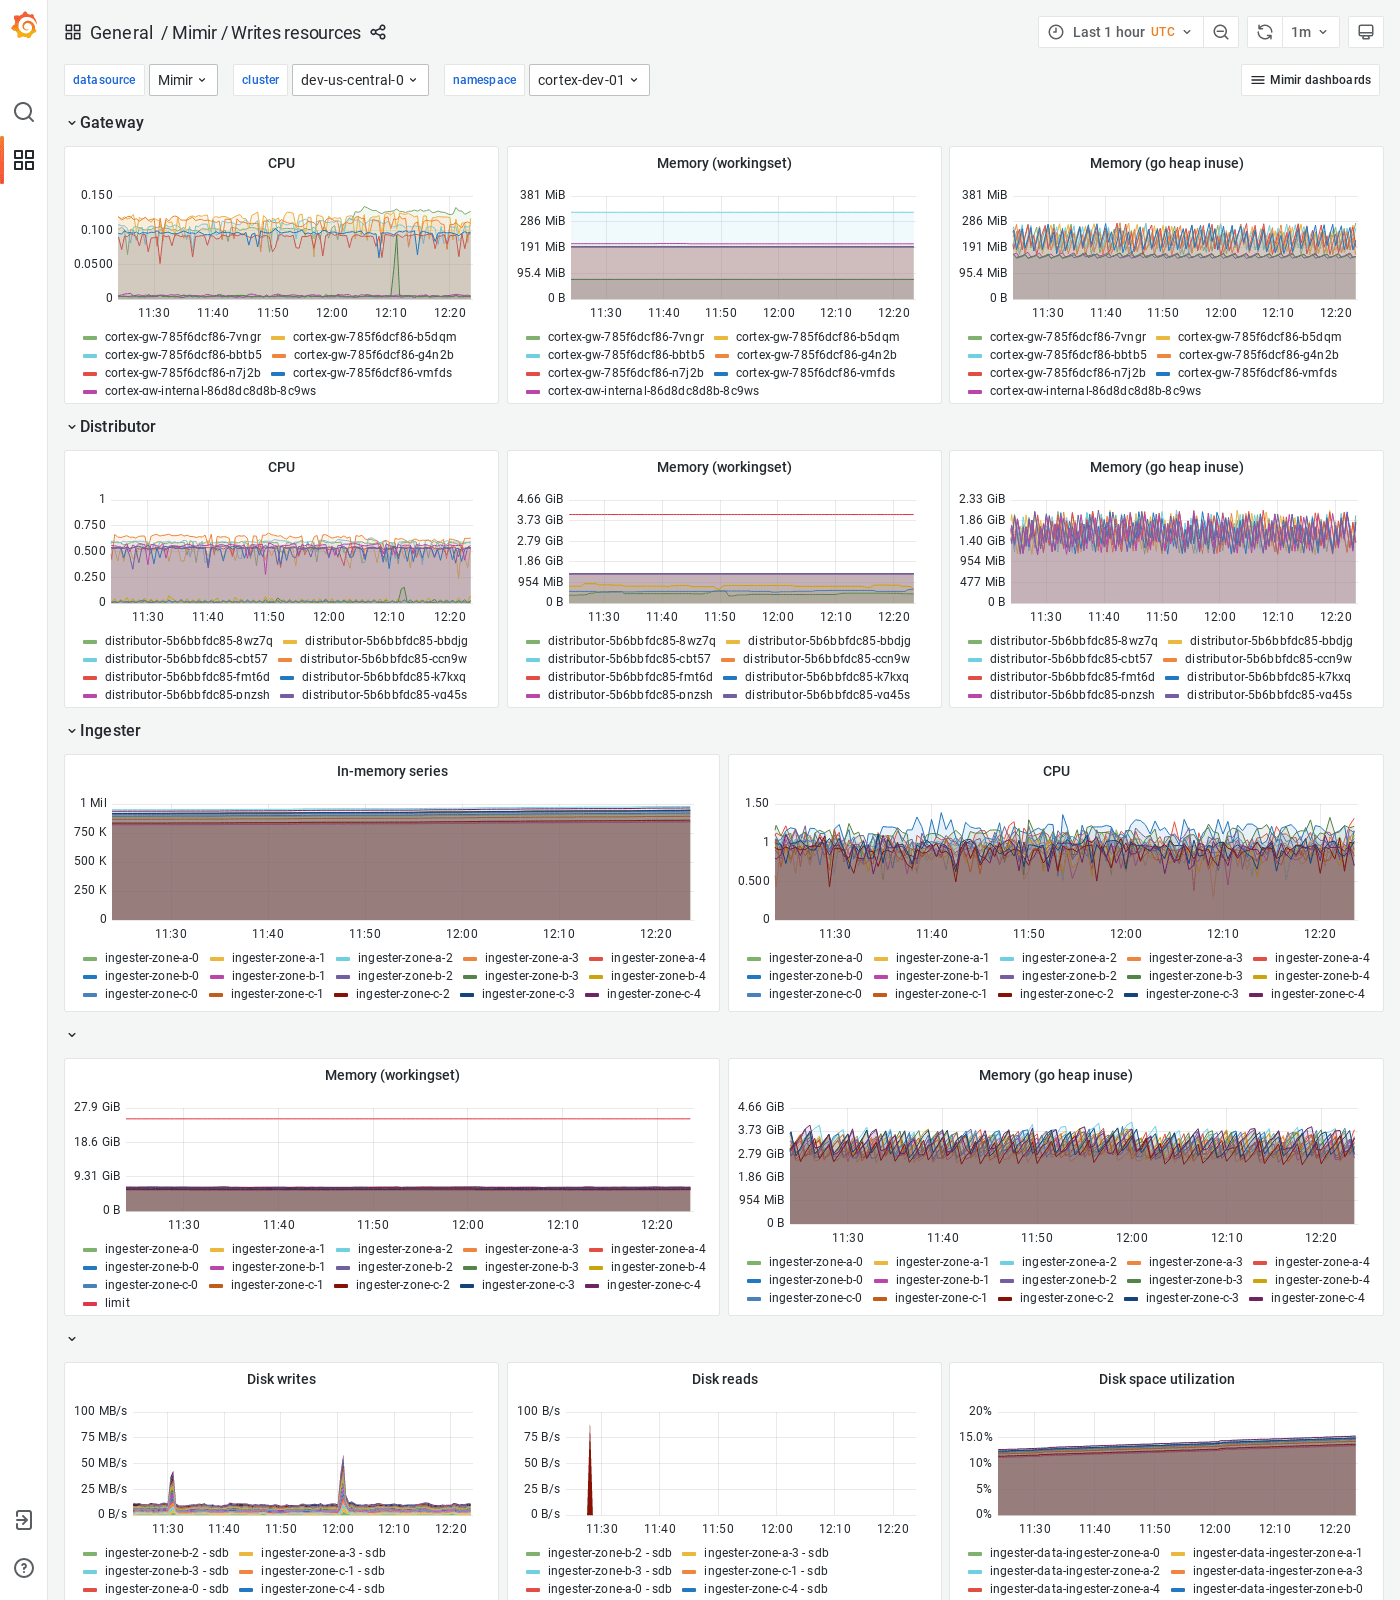 General / Mimir / Writes resources
Last 1 hour UTC
1m
datasource Mimir
cluster dev-us-central-0
namespace cortex-dev-01
Mimir dashboards
Gateway
CPU
0.150
0.100
0.0500
0
11:30 11:40 11:50 12:00 12:10 12:20
cortex-gw-785f6dcf86-7vngr cortex-gw-785f6dcf86-b5dqm
cortex-gw-785f6dcf86-bbtb5 cortex-gw-785f6dcf86-g4n2b
cortex-gw-785f6dcf86-n7j2b cortex-gw-785f6dcf86-vmfds
cortex-gw-internal-86d8dc8d8b-8c9ws
Memory (workingset)
381 MiB
286 MiB
191 MiB
95.4 MiB
0 B
11:30 11:40 11:50 12:00 12:10 12:20
cortex-gw-785f6dcf86-7vngr cortex-gw-785f6dcf86-b5dqm
cortex-gw-785f6dcf86-bbtb5 cortex-gw-785f6dcf86-g4n2b
cortex-gw-785f6dcf86-n7j2b cortex-gw-785f6dcf86-vmfds
cortex-gw-internal-86d8dc8d8b-8c9ws
Memory (go heap inuse)
381 MiB
286 MiB
191 MiB
95.4 MiB
0 B
11:30 11:40 11:50 12:00 12:10 12:20
cortex-gw-785f6dcf86-7vngr cortex-gw-785f6dcf86-b5dqm
cortex-gw-785f6dcf86-bbtb5 cortex-gw-785f6dcf86-g4n2b
cortex-gw-785f6dcf86-n7j2b cortex-gw-785f6dcf86-vmfds
cortex-gw-internal-86d8dc8d8b-8c9ws
Distributor
CPU
1
0.750
0.500
0.250
0
11:30 11:40 11:50 12:00 12:10 12:20
distributor-5b6bbfdc85-8wz7q distributor-5b6bbfdc85-bbdjg
distributor-5b6bbfdc85-cbt57 distributor-5b6bbfdc85-ccn9w
distributor-5b6bbfdc85-fmt6d distributor-5b6bbfdc85-k7kxq
distributor-5b6bbfdc85-pnzsh distributor-5b6bbfdc85-vq45s
Memory (workingset)
4.66 GiB
3.73 GiB
2.79 GiB
1.86 GiB
954 MiB
0 B
11:30 11:40 11:50 12:00 12:10 12:20
distributor-5b6bbfdc85-8wz7q distributor-5b6bbfdc85-bbdjg
distributor-5b6bbfdc85-cbt57 distributor-5b6bbfdc85-ccn9w
distributor-5b6bbfdc85-fmt6d distributor-5b6bbfdc85-k7kxq
distributor-5b6bbfdc85-pnzsh distributor-5b6bbfdc85-vq45s
Memory (go heap inuse)
2.33 GiB
1.86 GiB
1.40 GiB
954 MiB
477 MiB
0 B
11:30 11:40 11:50 12:00 12:10 12:20
distributor-5b6bbfdc85-8wz7q distributor-5b6bbfdc85-bbdjg
distributor-5b6bbfdc85-cbt57 distributor-5b6bbfdc85-ccn9w
distributor-5b6bbfdc85-fmt6d distributor-5b6bbfdc85-k7kxq
distributor-5b6bbfdc85-pnzsh distributor-5b6bbfdc85-vq45s
Ingester
In-memory series
1 Mil
750 K
500 K
250 K
0
11:30 11:40 11:50 12:00 12:10 12:20
ingester-zone-a-0 ingester-zone-a-1 ingester-zone-a-2 ingester-zone-a-3 ingester-zone-a-4
ingester-zone-b-0 ingester-zone-b-1 ingester-zone-b-2 ingester-zone-b-3 ingester-zone-b-4
ingester-zone-c-0 ingester-zone-c-1 ingester-zone-c-2 ingester-zone-c-3 ingester-zone-c-4
CPU
1.50
1
0.500
0
11:30 11:40 11:50 12:00 12:10 12:20
ingester-zone-a-0 ingester-zone-a-1 ingester-zone-a-2 ingester-zone-a-3 ingester-zone-a-4
ingester-zone-b-0 ingester-zone-b-1 ingester-zone-b-2 ingester-zone-b-3 ingester-zone-b-4
ingester-zone-c-0 ingester-zone-c-1 ingester-zone-c-2 ingester-zone-c-3 ingester-zone-c-4
Memory (workingset)
27.9 GiB
18.6 GiB
9.31 GiB
0 B
11:30 11:40 11:50 12:00 12:10 12:20
ingester-zone-a-0 ingester-zone-a-1 ingester-zone-a-2 ingester-zone-a-3 ingester-zone-a-4
ingester-zone-b-0 ingester-zone-b-1 ingester-zone-b-2 ingester-zone-b-3 ingester-zone-b-4
ingester-zone-c-0 ingester-zone-c-1 ingester-zone-c-2 ingester-zone-c-3 ingester-zone-c-4
limit
Memory (go heap inuse)
4.66 GiB
3.73 GiB
2.79 GiB
1.86 GiB
954 MiB
0 B
11:30 11:40 11:50 12:00 12:10 12:20
ingester-zone-a-0 ingester-zone-a-1 ingester-zone-a-2 ingester-zone-a-3 ingester-zone-a-4
ingester-zone-b-0 ingester-zone-b-1 ingester-zone-b-2 ingester-zone-b-3 ingester-zone-b-4
ingester-zone-c-0 ingester-zone-c-1 ingester-zone-c-2 ingester-zone-c-3 ingester-zone-c-4
Disk writes
100 MB/s
75 MB/s
50 MB/s
25 MB/s
0 B/s
11:30 11:40 11:50 12:00 12:10 12:20
ingester-zone-b-2 - sdb ingester-zone-a-3 - sdb
ingester-zone-b-3 - sdb ingester-zone-c-1 - sdb
ingester-zone-a-0 - sdb ingester-zone-c-4 - sdb
Disk reads
100 B/s
75 B/s
50 B/s
25 B/s
0 B/s
11:30 11:40 11:50 12:00 12:10 12:20
ingester-zone-b-2 - sdb ingester-zone-a-3 - sdb
ingester-zone-b-3 - sdb ingester-zone-c-1 - sdb
ingester-zone-a-0 - sdb ingester-zone-c-4 - sdb
Disk space utilization
20%
15.0%
10%
5%
0%
11:30 11:40 11:50 12:00 12:10 12:20
ingester-data-ingester-zone-a-0 ingester-data-ingester-zone-a-1
ingester-data-ingester-zone-a-2 ingester-data-ingester-zone-a-3
ingester-data-ingester-zone-a-4 ingester-data-ingester-zone-b-0